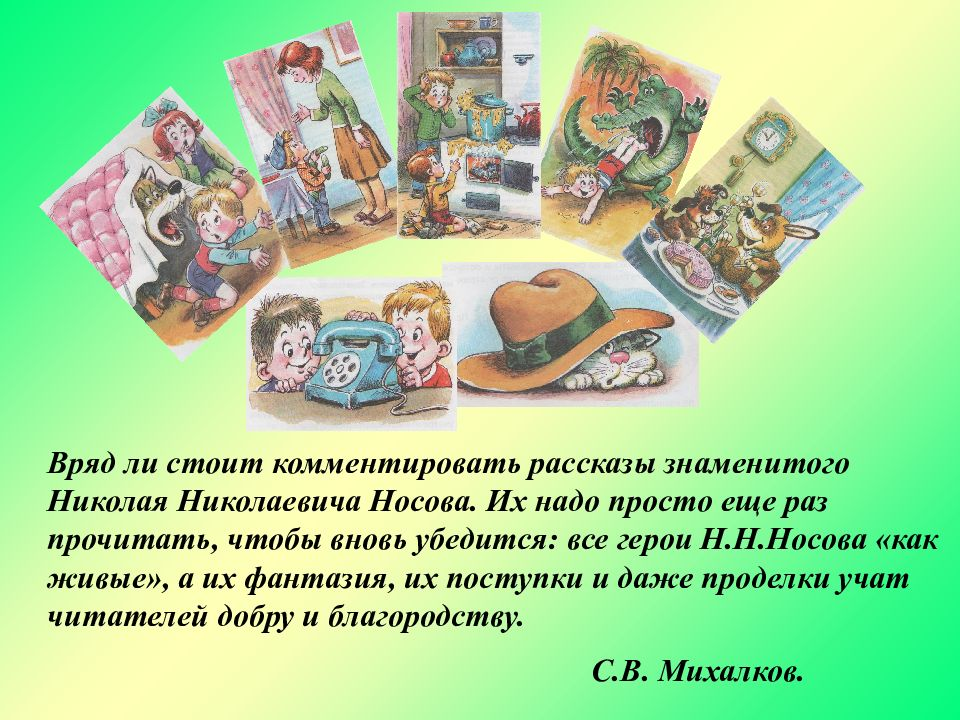 Вряд ли стоит комментировать рассказы знаменитого
Николая Николаевича Носова. Их надо просто еще раз
прочитать, чтобы вновь убедится: все герои Н.Н.Носова «как
живые», а их фантазия, их поступки и даже проделки учат
читателей добру и благородству.
С.В. Михалков.